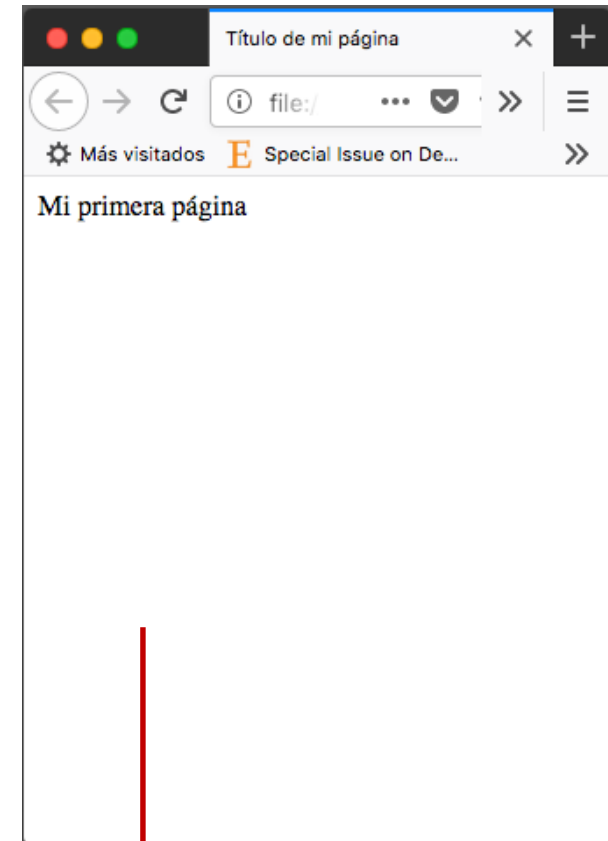 Título de mi página
file:/
Más visitados
E Special Issue on De...
Mi primera página